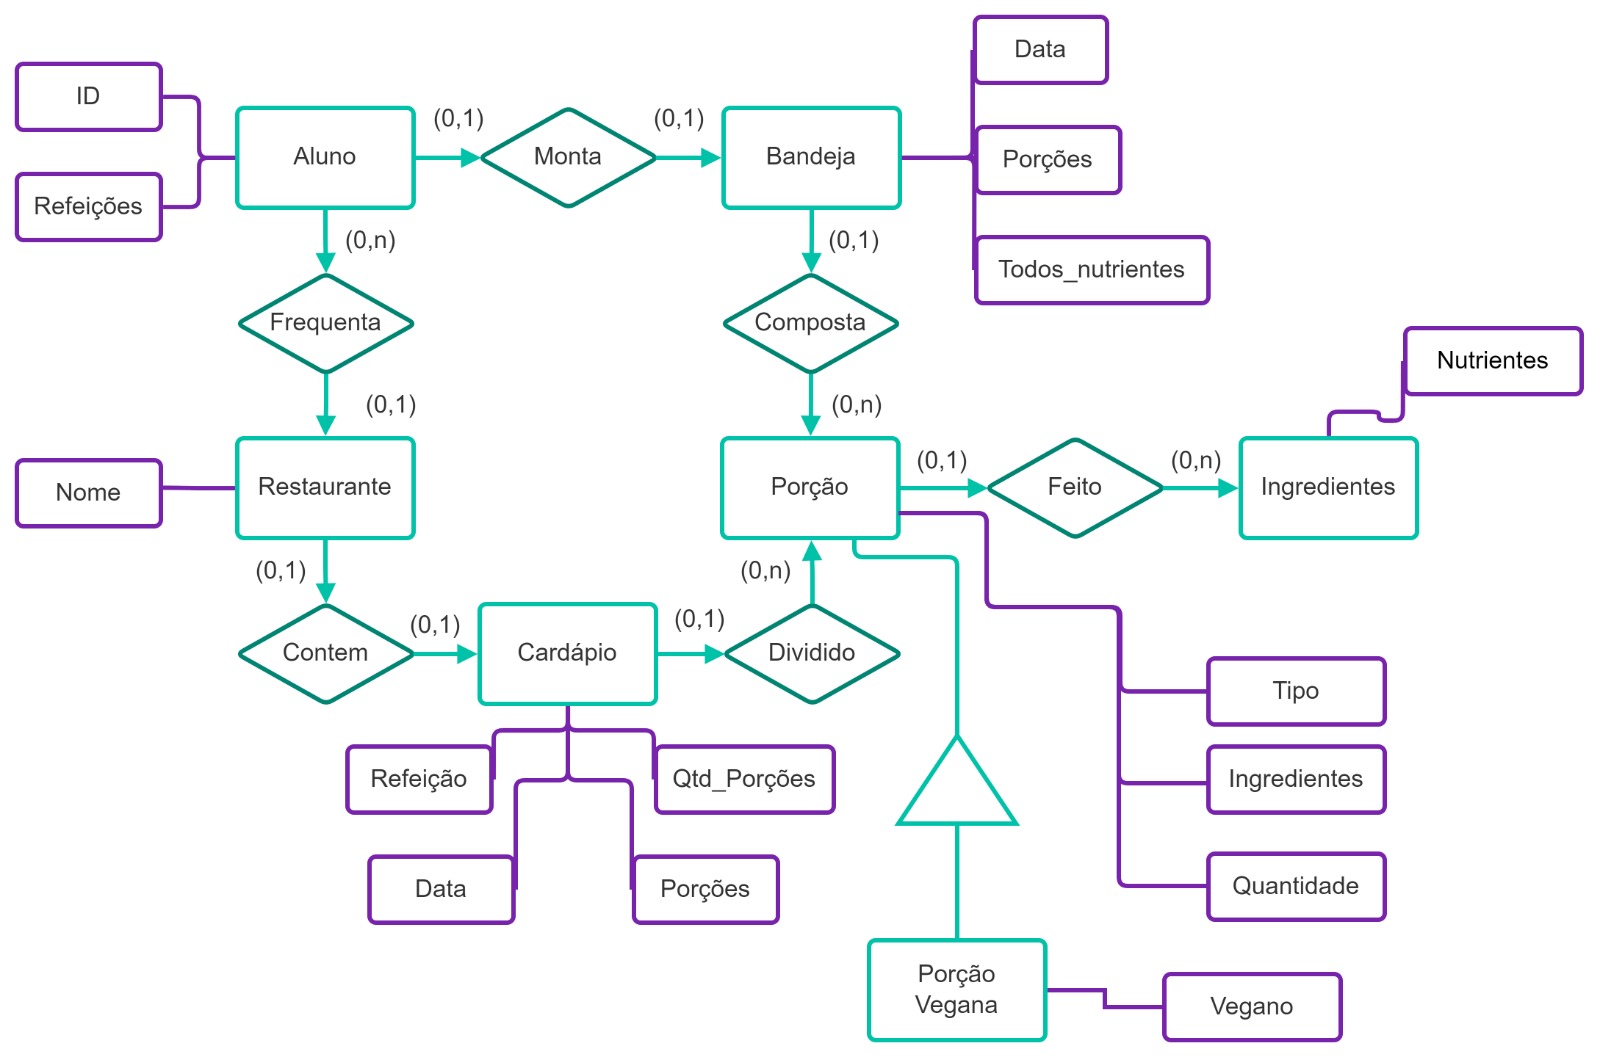 Data
ID
(0,1)
(0,1)
Aluno
Monta
Bandeja
Porções
Refeições
(0,n)
(0,1)
Todos_nutrientes
Frequenta
Composta
Nutrientes
(0,1)
(0,n)
(0,1)
(0,n)
Nome
Restaurante
Porção
Feito
Ingredientes
(0,1)
(0,n)
(0,1)
(0,1)
Contem
Cardápio
Dividido
Tipo
Refeição
Qtd_Porções
Ingredientes
Data
Porções
Quantidade
Porção
Vegana
Vegano